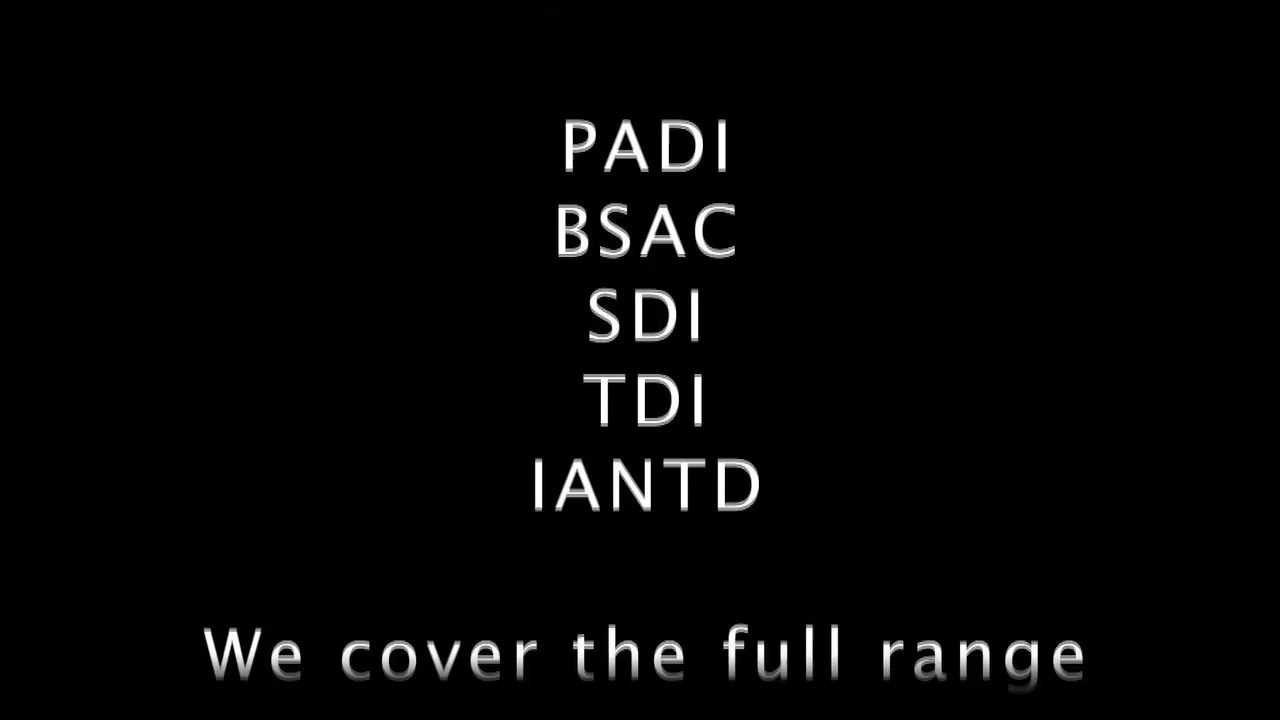 PADI
BSAC
SDI
TDI
IANTD
We cover the full range